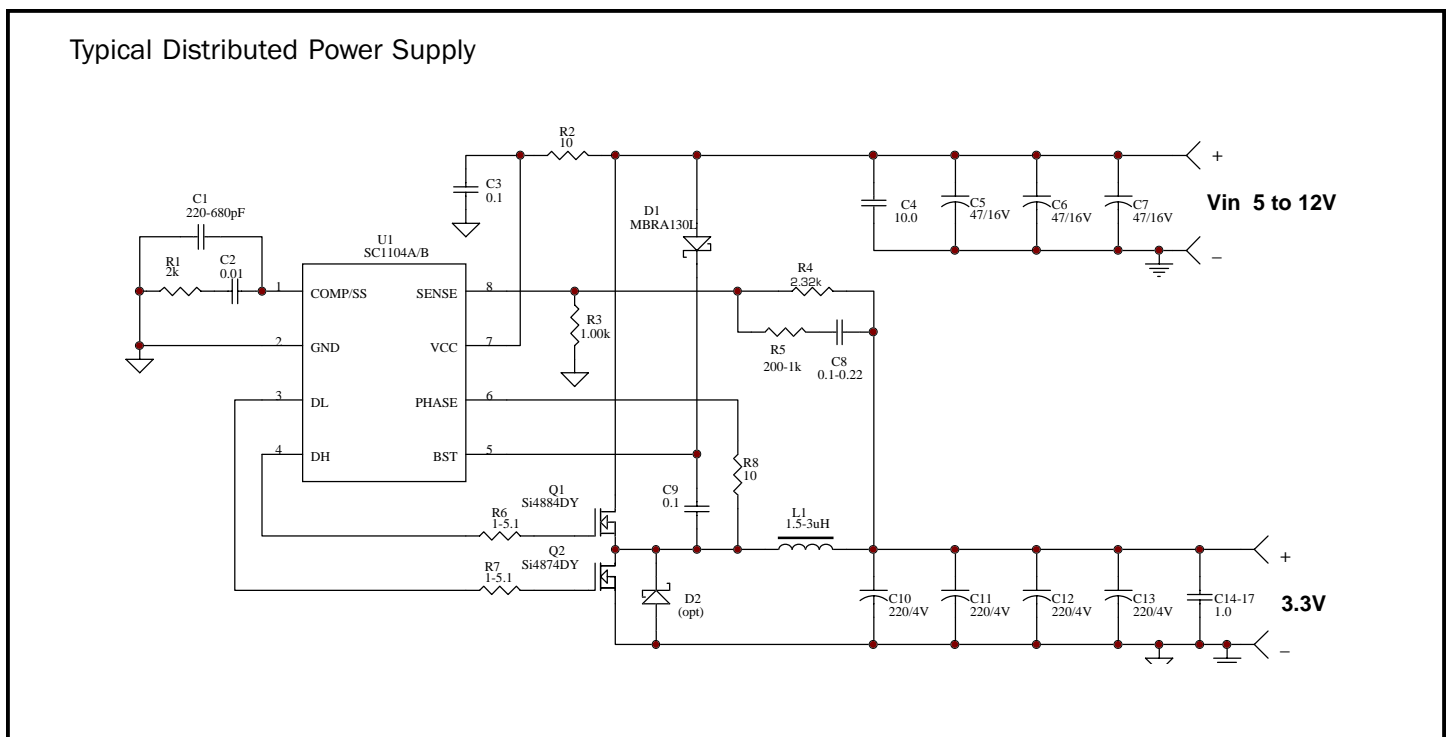 Typical Distributed Power Supply
R2
10
C3
0.1
C1
220-680pF
D1
MBRA130L
C4
10.0
C5
47/16V
C6
47/16V
C7
47/16V
+
Vin 5 to 12V
_
U1
SC1104A/B
R1
2k
C2
0.01
R4
2.32k
1
COMP/SS
SENSE
8
R3
1.00k
R5
200-1k
C8
0.1-0.22
2
GND
VCC
7
3
DL
PHASE
6
4
DH
BST
5
R8
10
Q1
Si4884DY
C9
0.1
R6
1-5.1
L1
1.5-3uH
Q2
Si4874DY
R7
1-5.1
+
D2
(opt)
C10
220/4V
C11
220/4V
C12
220/4V
C13
220/4V
C14-17
1.0
3.3V
_